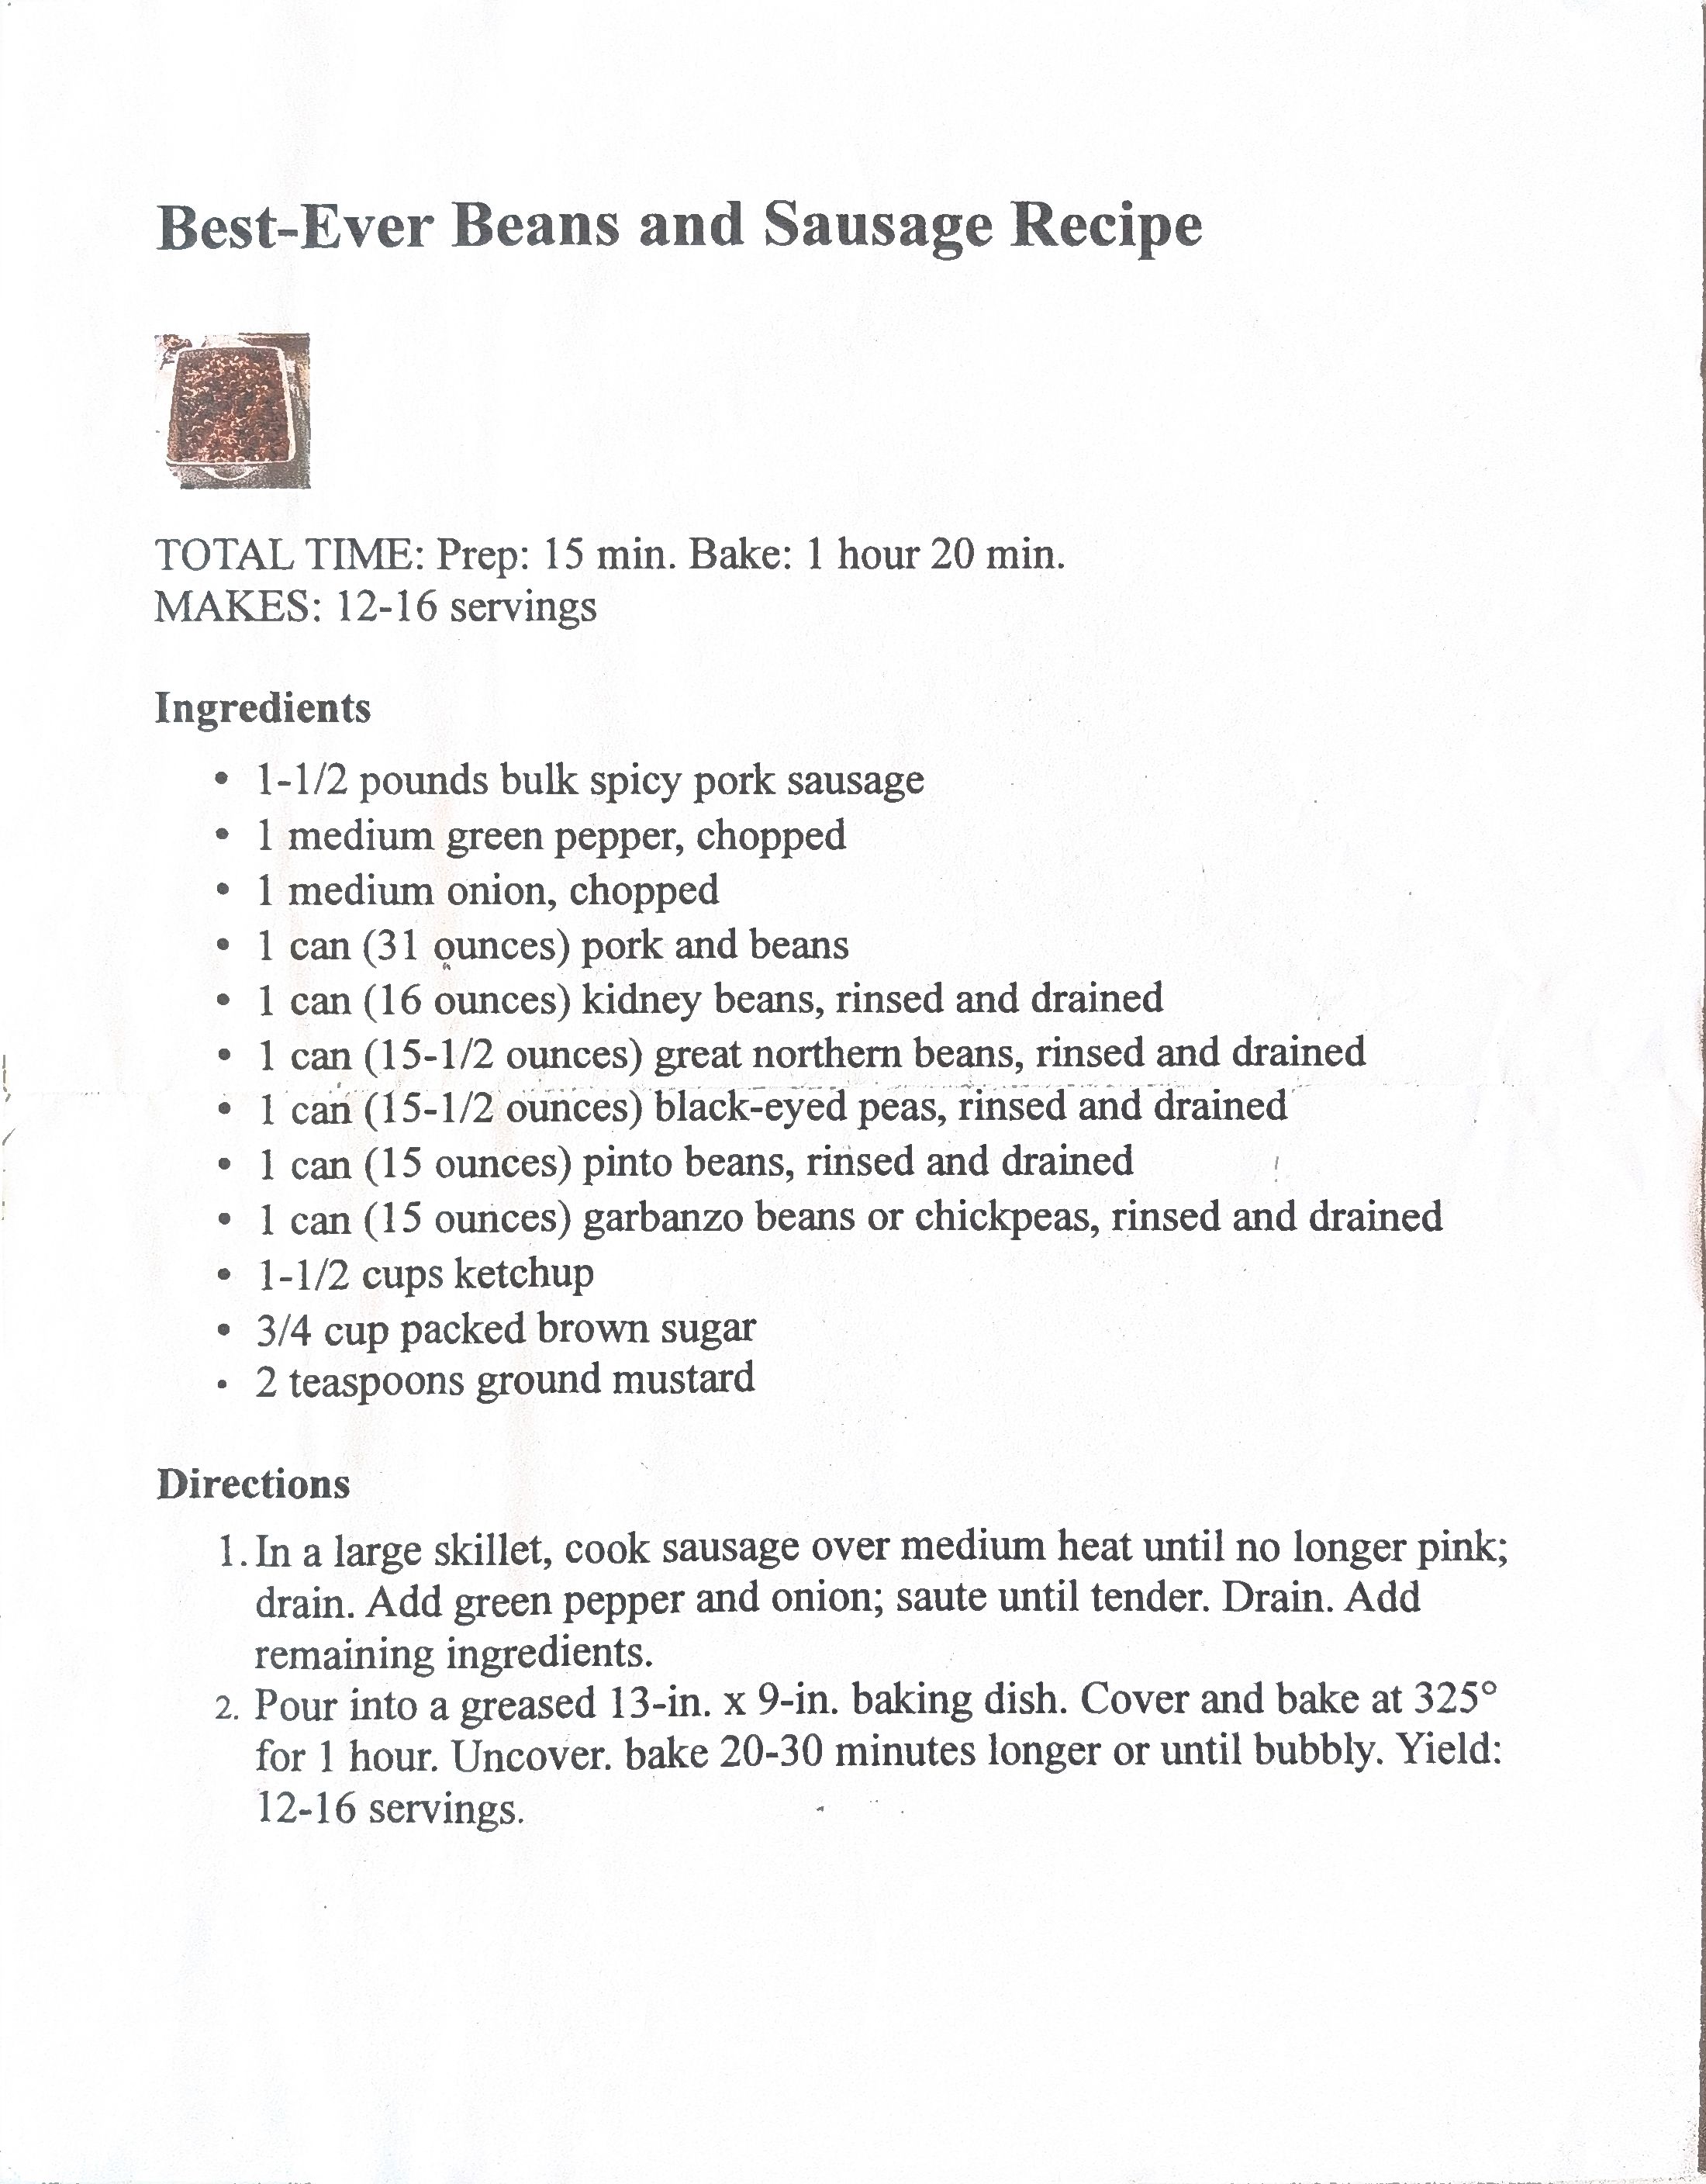 Best-Ever Beans and Sausage Recipe
TOTAL TIME: Prep: 15 min. Bake: 1 hour 20 min.
MAKES: 12-16 servings
Ingredients
• 1-1/2 pounds bulk spicy pork sausage
• 1 medium green pepper, chopped
• 1 medium onion, chopped
• 1 can (31 ounces) pork and beans
• 1 can (16 ounces) kidney beans, rinsed and drained
• 1 can (15-1/2 ounces) great northern beans, rinsed and drained
• 1 can (15-1/2 ounces) black-eyed peas, rinsed and drained
• 1 can (15 ounces) pinto beans, rinsed and drained
• 1 can (15 ounces) garbanzo beans or chickpeas, rinsed and drained
• 1-1/2 cups ketchup
• 3/4 cup packed brown sugar
• 2 teaspoons ground mustard
Directions
1. In a large skillet, cook sausage over medium heat until no longer pink;
drain. Add green pepper and onion; saute until tender. Drain. Add
remaining ingredients.
2. Pour into a greased 13-in. x 9-in. baking dish. Cover and bake at 325°
for 1 hour. Uncover. bake 20-30 minutes longer or until bubbly. Yield:
12-16 servings.